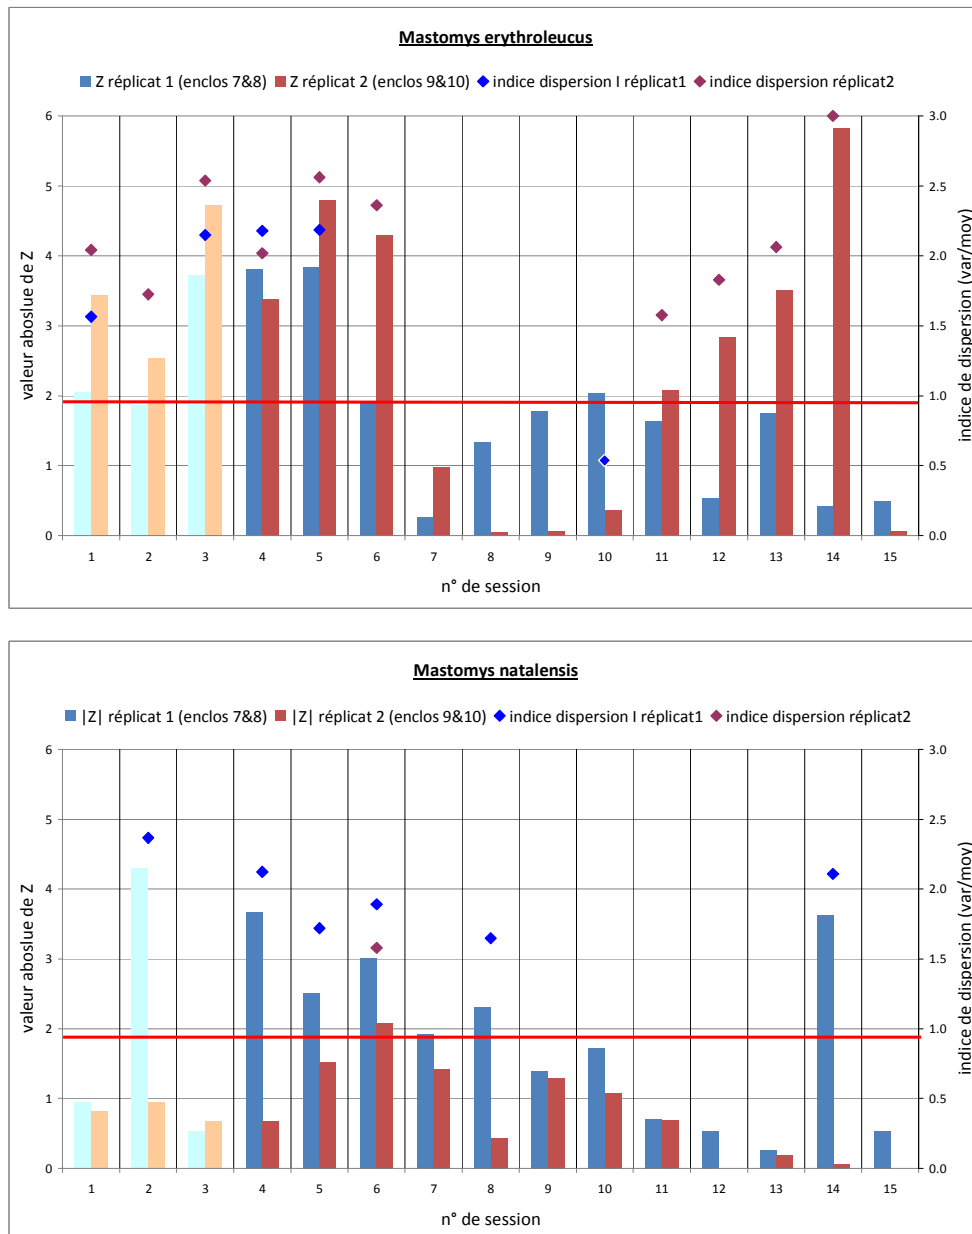 Mastomys erythroleucus
Z réplicat 1 (enclos 7&8) Z réplicat 2 (enclos 9&10) indice dispersion I réplicat1 indice dispersion réplicat2
6 3.0
5 2.5
4 2.0
3 1.5
2 1.0
1 0.5
0 0.0
valeur aboslue de Z
indice de dispersion (var/moy)
1 2 3 4 5 6 7 8 9 10 11 12 13 14 15
n° de session
Mastomys natalensis
|Z| réplicat 1 (enclos 7&8) |Z| réplicat 2 (enclos 9&10) indice dispersion I réplicat1 indice dispersion réplicat2
6 3.0
5 2.5
4 2.0
3 1.5
2 1.0
1 0.5
0 0.0
valeur aboslue de Z
indice de dispersion (var/moy)
1 2 3 4 5 6 7 8 9 10 11 12 13 14 15
n° de session